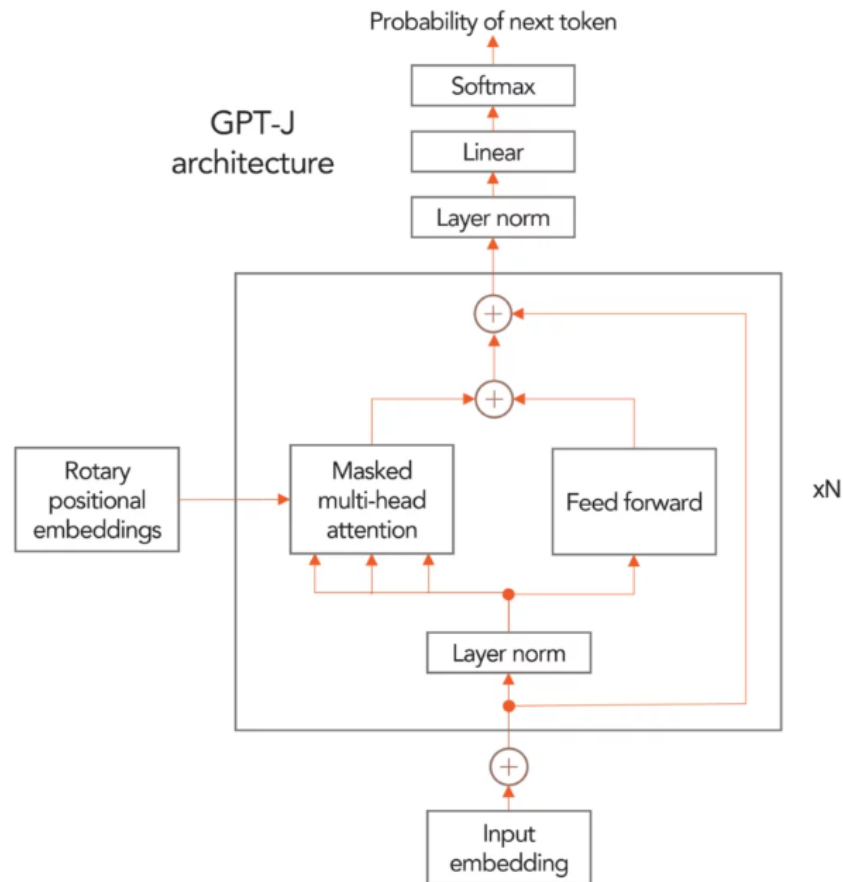 Probability of next token
Softmax
GPT-J
architecture
Linear
Layer norm
Rotary
positional
embeddings
Masked
multi-head
attention
Feed forward
xN
Layer norm
Input
embedding